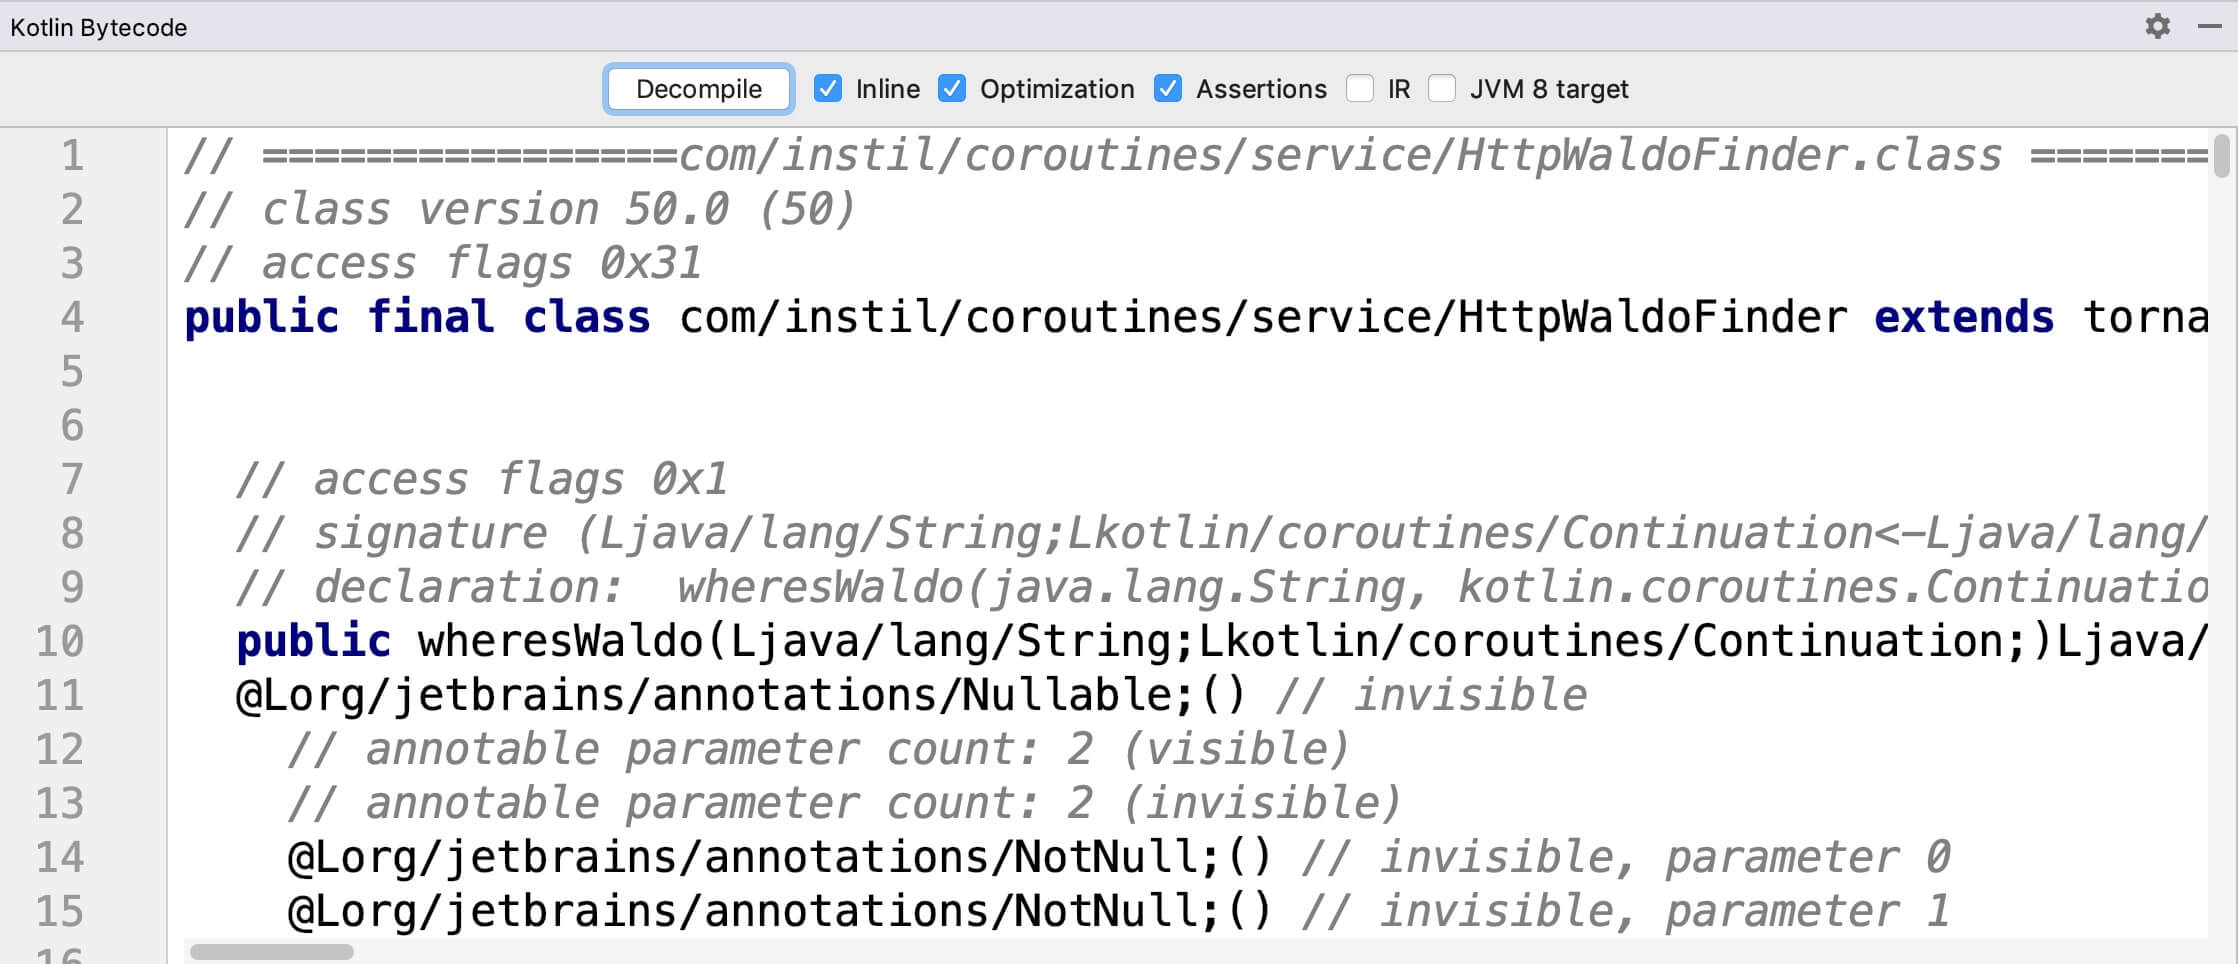 Kotlin Bytecode
Decompile Inline Optimization Assertions IR JVM 8 target
1 // ================com/instil/coroutines/service/HttpWaldoFinder.class =======
2 // class version 50.0 (50)
3 // access flags 0x31
4 public final class com/instil/coroutines/service/HttpWaldoFinder extends torna
5
6
7 // access flags 0x1
8 // signature (Ljava/lang/String;Lkotlin/coroutines/Continuation<-Ljava/lang/
9 // declaration: wheresWaldo(java.lang.String, kotlin.coroutines.Continuatio
10 public wheresWaldo(Ljava/lang/String;Lkotlin/coroutines/Continuation;)Ljava/
11 @Lorg/jetbrains/annotations/Nullable;() // invisible
12 // annotable parameter count: 2 (visible)
13 // annotable parameter count: 2 (invisible)
14 @Lorg/jetbrains/annotations/NotNull;() // invisible, parameter 0
15 @Lorg/jetbrains/annotations/NotNull;() // invisible, parameter 1
16